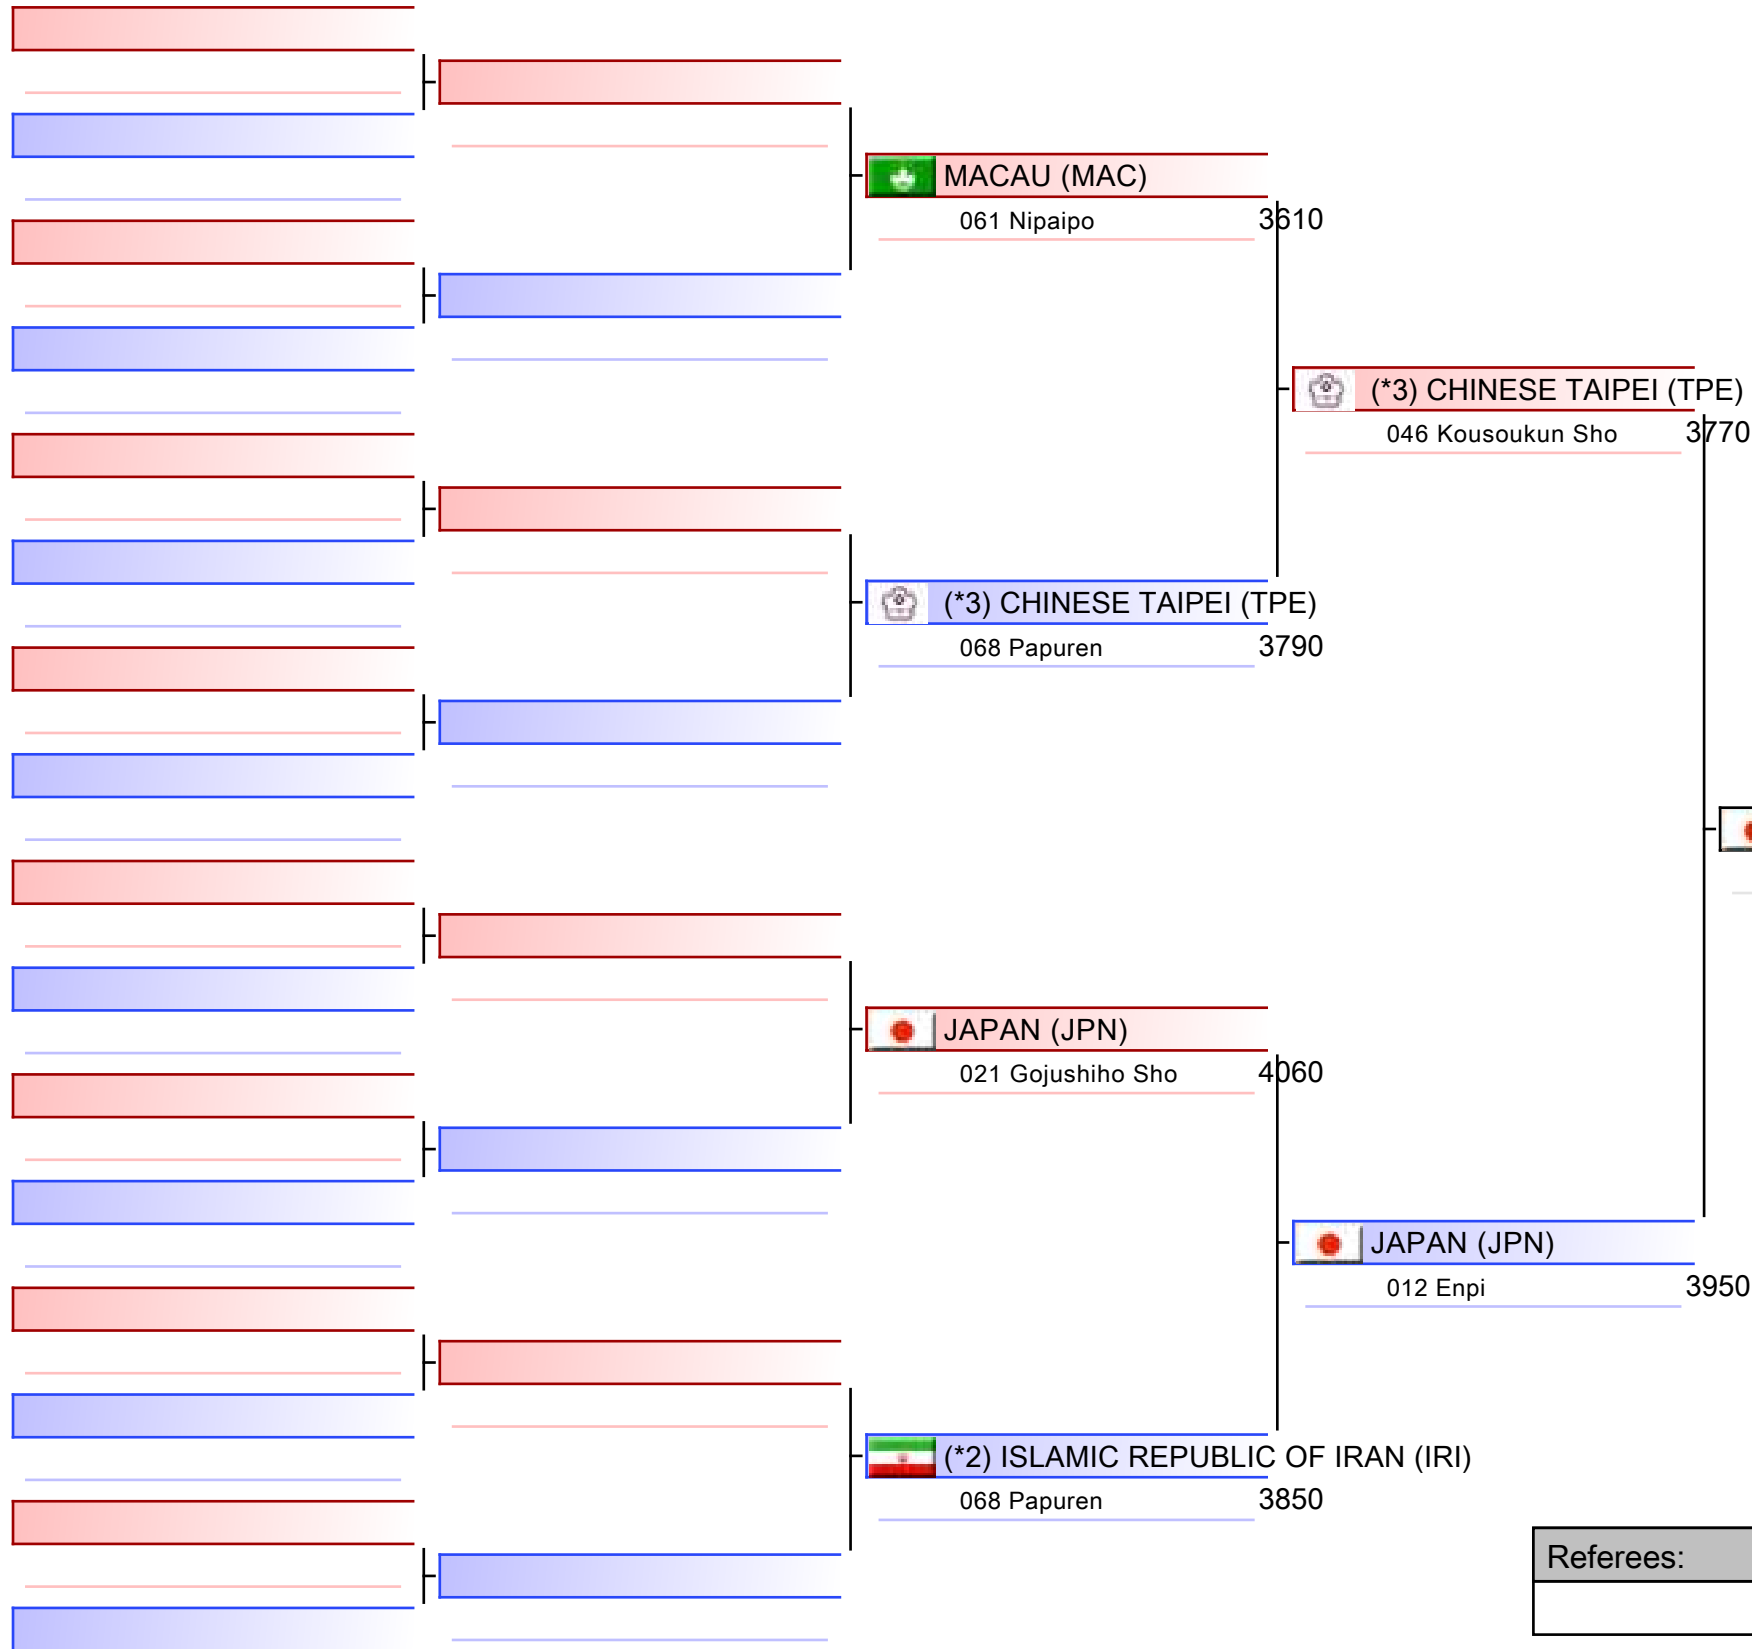 MACAU (MAC)
061 Nipaipo 3610
(*3) CHINESE TAIPEI (TPE)
046 Kousoukun Sho 3770
(*3) CHINESE TAIPEI (TPE)
068 Papuren 3790
JAPAN (JPN)
021 Gojushiho Sho 4060
JAPAN (JPN)
012 Enpi 3950
(*2) ISLAMIC REPUBLIC OF IRAN (IRI)
068 Papuren 3850
Referees: